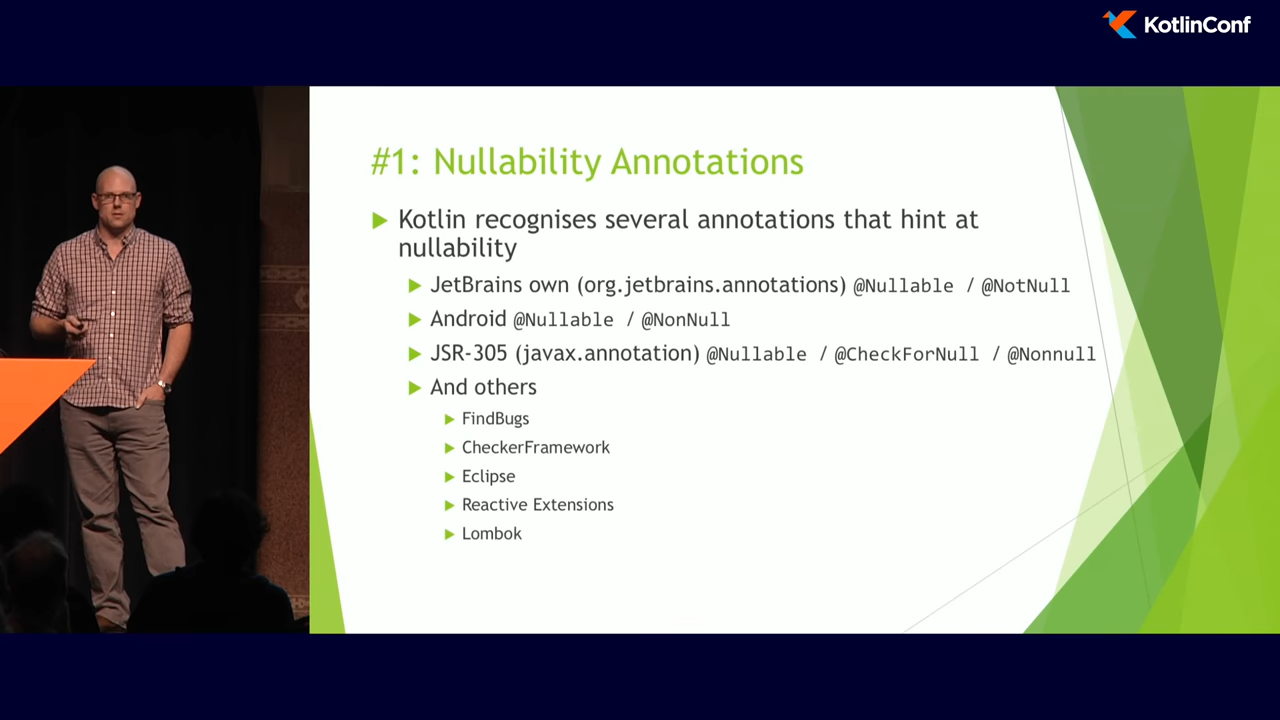 KotlinConf
#1: Nullability Annotations
Kotlin recognises several annotations that hint at
nullability
JetBrains own (org.jetbrains.annotations) @Nullable / @NotNull
Android @Nullable / @NonNull
JSR-305 (javax.annotation) @Nullable / @CheckForNull / @Nonnull
And others
FindBugs
CheckerFramework
Eclipse
Reactive Extensions
Lombok